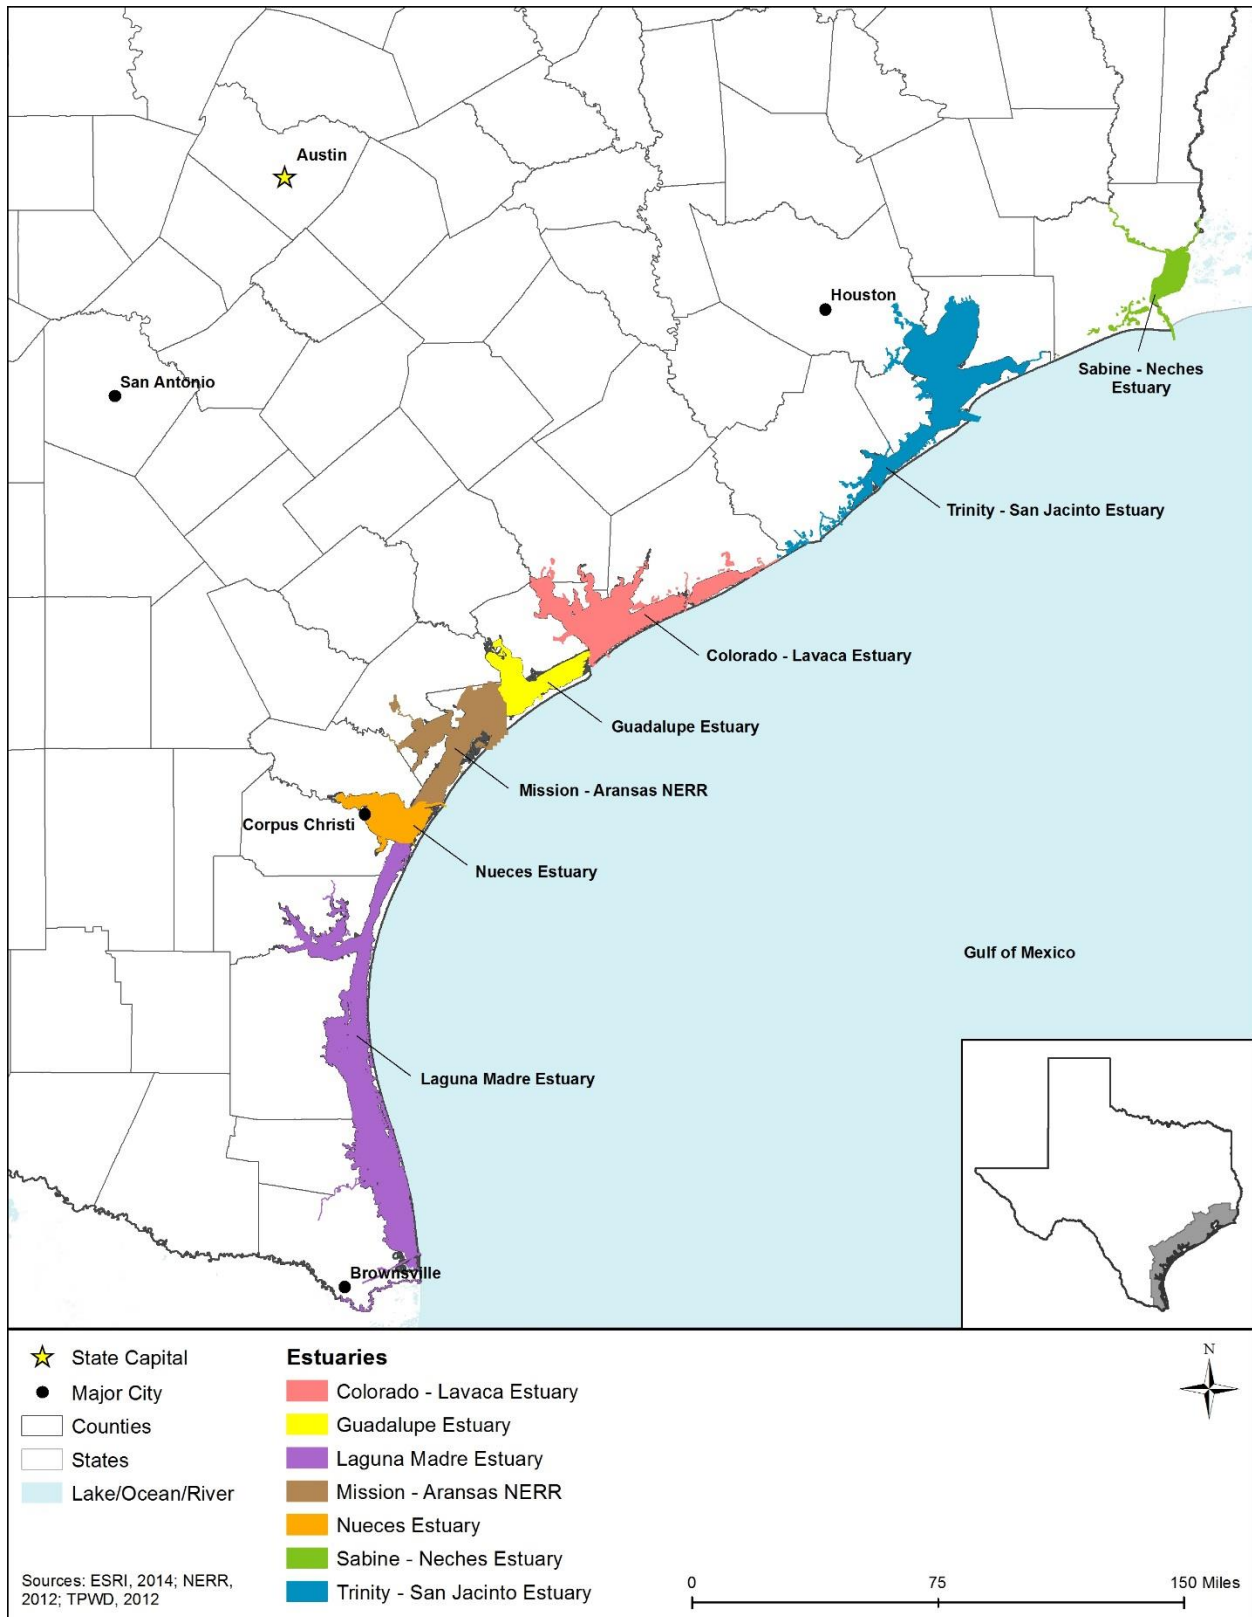 Austin
Houston
San Antonio
Sabine - Neches
Estuary
Trinity - San Jacinto Estuary
Colorado - Lavaca Estuary
Guadalupe Estuary
Mission - Aransas NERR
Corpus Christi
Nueces Estuary
Gulf of Mexico
Laguna Madre Estuary
Brownsville
State Capital
Major City
Counties
States
Lake/Ocean/River
Sources: ESRI, 2014; NERR,
2012; TPWD, 2012
Estuaries
Colorado - Lavaca Estuary
Guadalupe Estuary
Laguna Madre Estuary
Mission - Aransas NERR
Nueces Estuary
Sabine - Neches Estuary
Trinity - San Jacinto Estuary
N
0 75 150 Miles